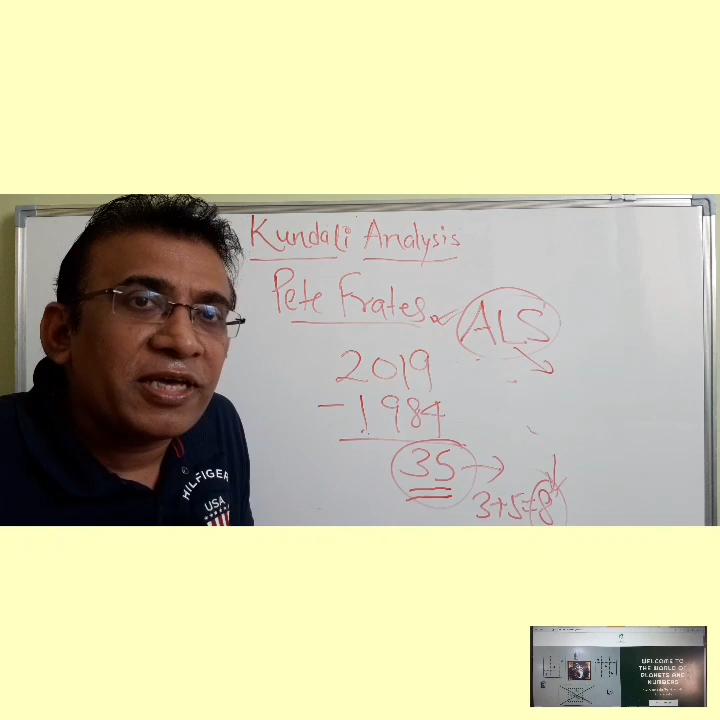 Kundali Analysis
Pete Frates
ALS
2019
- 1984
35
3+5=8
HILFIGER
USA
WELCOME TO
THE WORLD OF
PLANETS AND
NUMBERS